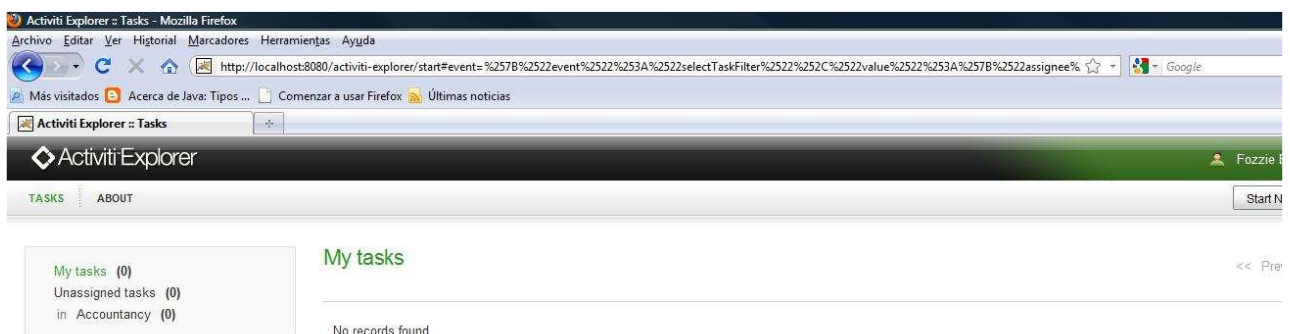 Activiti Explorer :: Tasks - Mozilla Firefox
Archivo Editar Ver Historial Marcadores Herramientas Ayuda
http://localhost:8080/activiti-explorer/start#event=%257B%2522event%2522%253A%2522selectTaskFilter%2522%252C%2522value%2522%253A%257B%2522assignee% Google
Más visitados Acerca de Java: Tipos ... Comenzar a usar Firefox Últimas noticias
Activiti Explorer :: Tasks
Activiti Explorer Fozzie
TASKS ABOUT Start
My tasks
<< 
My tasks (0)
Unassigned tasks (0)
in Accountancy (0)
No records found